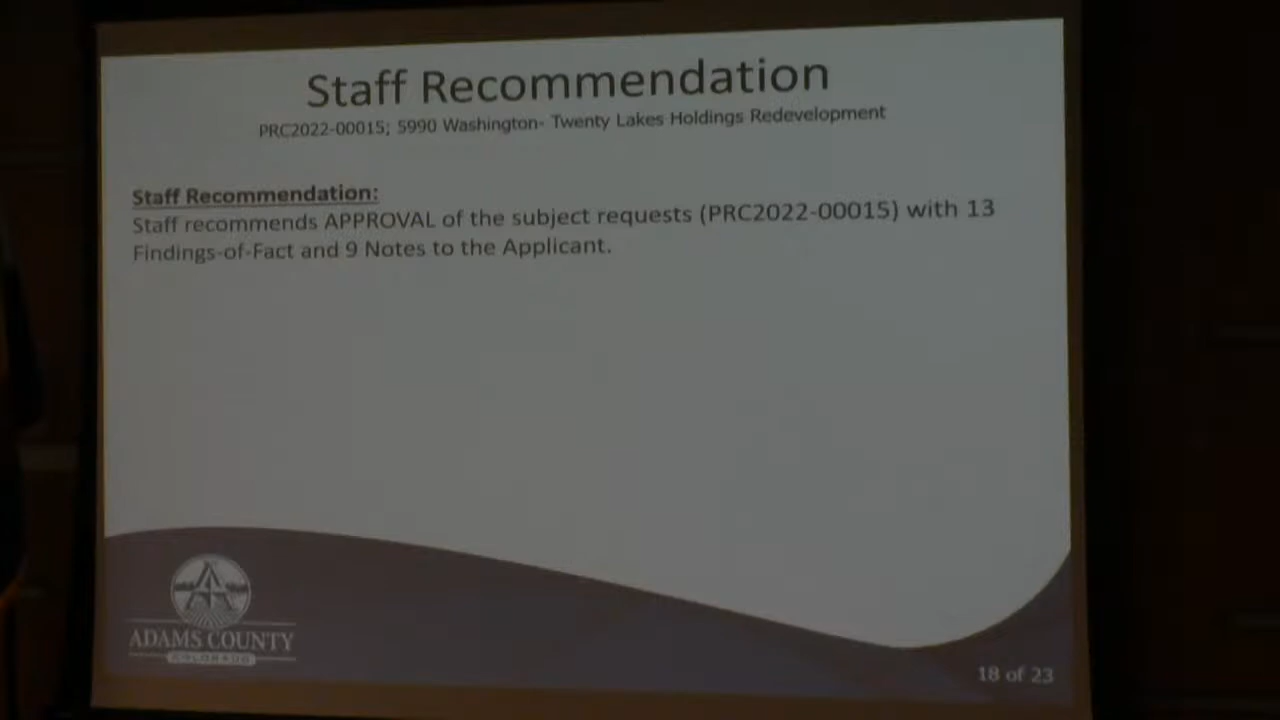 Staff Recommendation
PRC2022-00015; 5990 Washington- Twenty Lakes Holdings Redevelopment
Staff Recommendation:
Staff recommends APPROVAL of the subject requests (PRC2022-00015) with 13
Findings-of-Fact and 9 Notes to the Applicant.
ADAMS COUNTY
COLORADO
18 of 23